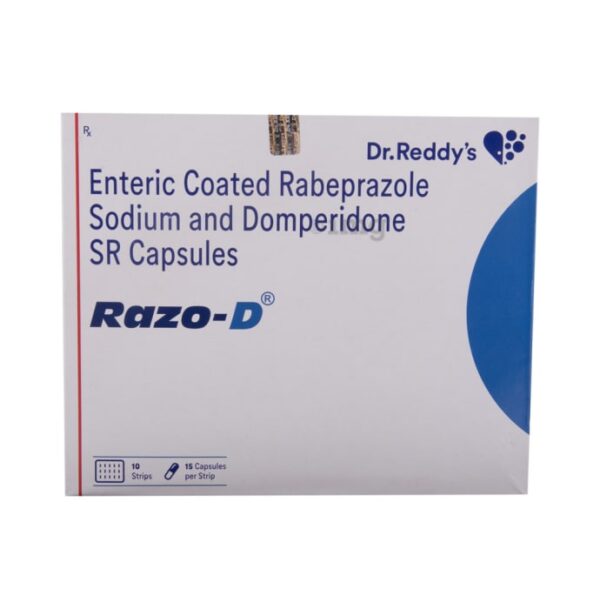 Rx
Dr.Reddy's
Enteric Coated Rabeprazole
Sodium and Domperidone
SR Capsules
Razo-D®
10
Strips
15 Capsules
per Strip